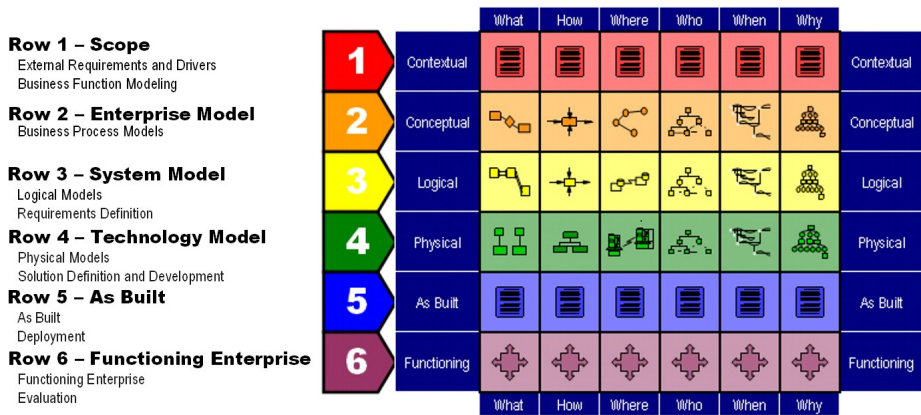 What How Where Who When Why
Row 1 – Scope
External Requirements and Drivers
Business Function Modeling
1 Contextual Contextual
Row 2 – Enterprise Model
Business Process Models
2 Conceptual Conceptual
Row 3 – System Model
Logical Models
Requirements Definition
3 Logical Logical
Row 4 – Technology Model
Physical Models
Solution Definition and Development
4 Physical Physical
Row 5 – As Built
As Built
Deployment
5 As Built As Built
Row 6 – Functioning Enterprise
Functioning Enterprise
Evaluation
6 Functioning Functioning
What How Where Who When Why